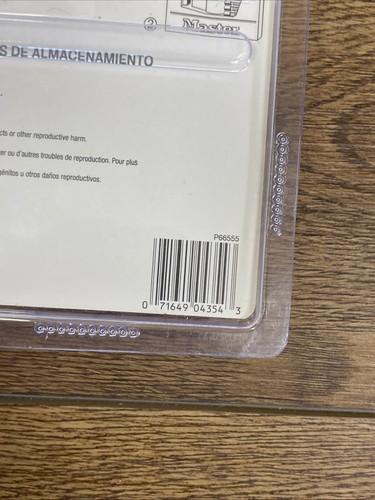 Master
S DE ALMACENAMIENTO
cts or other reproductive harm.
er ou d'autres troubles de reproduction. Pour plus
génitos u otros daños reproductivos.
P66555
0 71649 04354 3